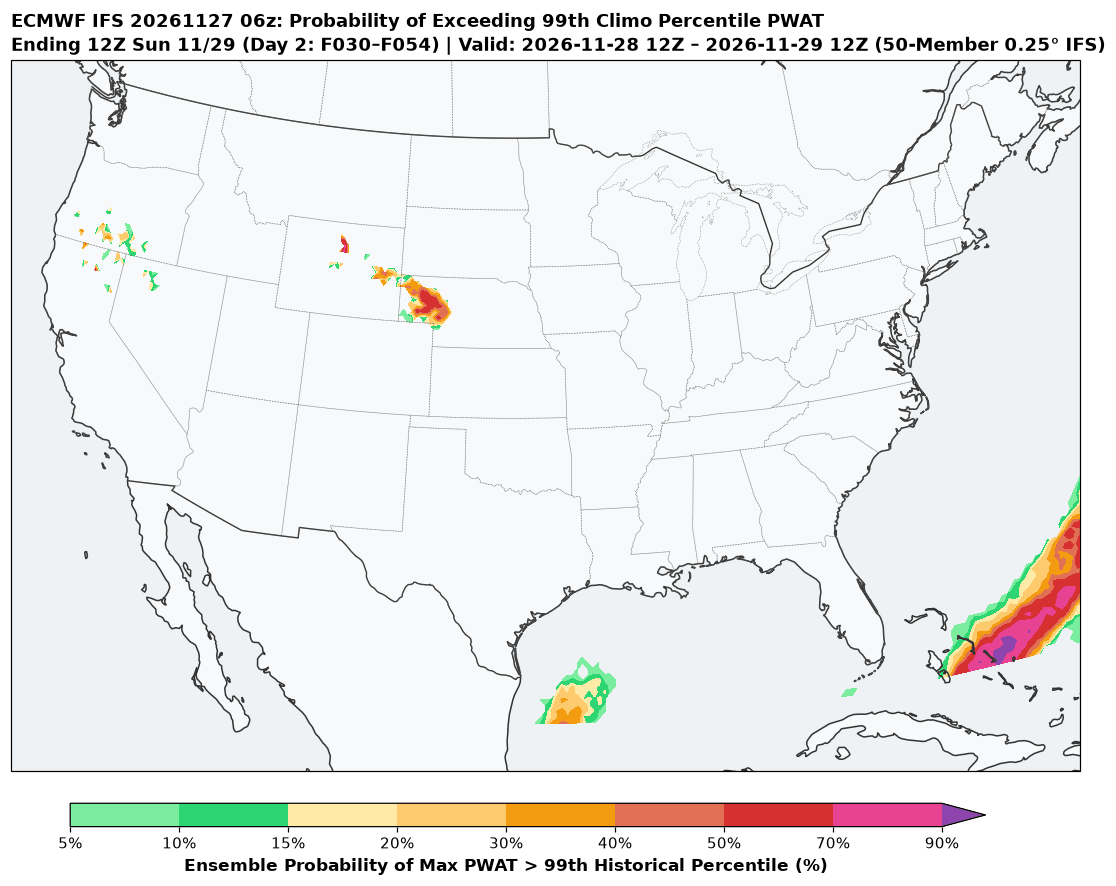 ECMWF IFS 20261127 06z: Probability of Exceeding 99th Climo Percentile PWAT
Ending 12Z Sun 11/29 (Day 2: F030–F054) | Valid: 2026-11-28 12Z – 2026-11-29 12Z (50-Member 0.25° IFS)
5% 10% 15% 20% 30% 40% 50% 70% 90%
Ensemble Probability of Max PWAT > 99th Historical Percentile (%)